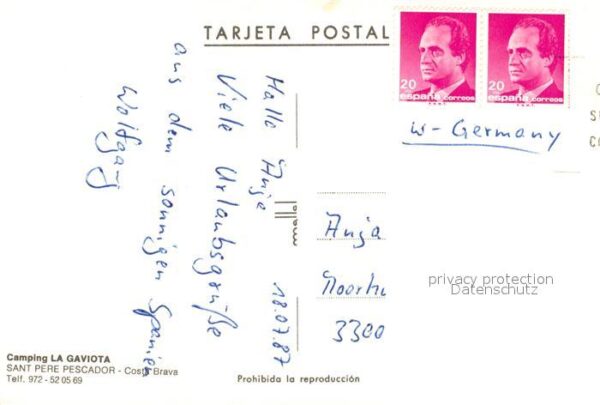 TARJETA POSTAL
20
españa correos
20
españa correos
W-Germany
Hallo Anja
18.07.87
Viele Urlaubsgrüße
aus dem sonnigen Spanien
Wolfgang
Anja
3300
privacy protection
Datenschutz
Camping LA GAVIOTA
SANT PERE PESCADOR - Costa Brava
Telf. 972 - 52 05 69
Prohibida la reproducción